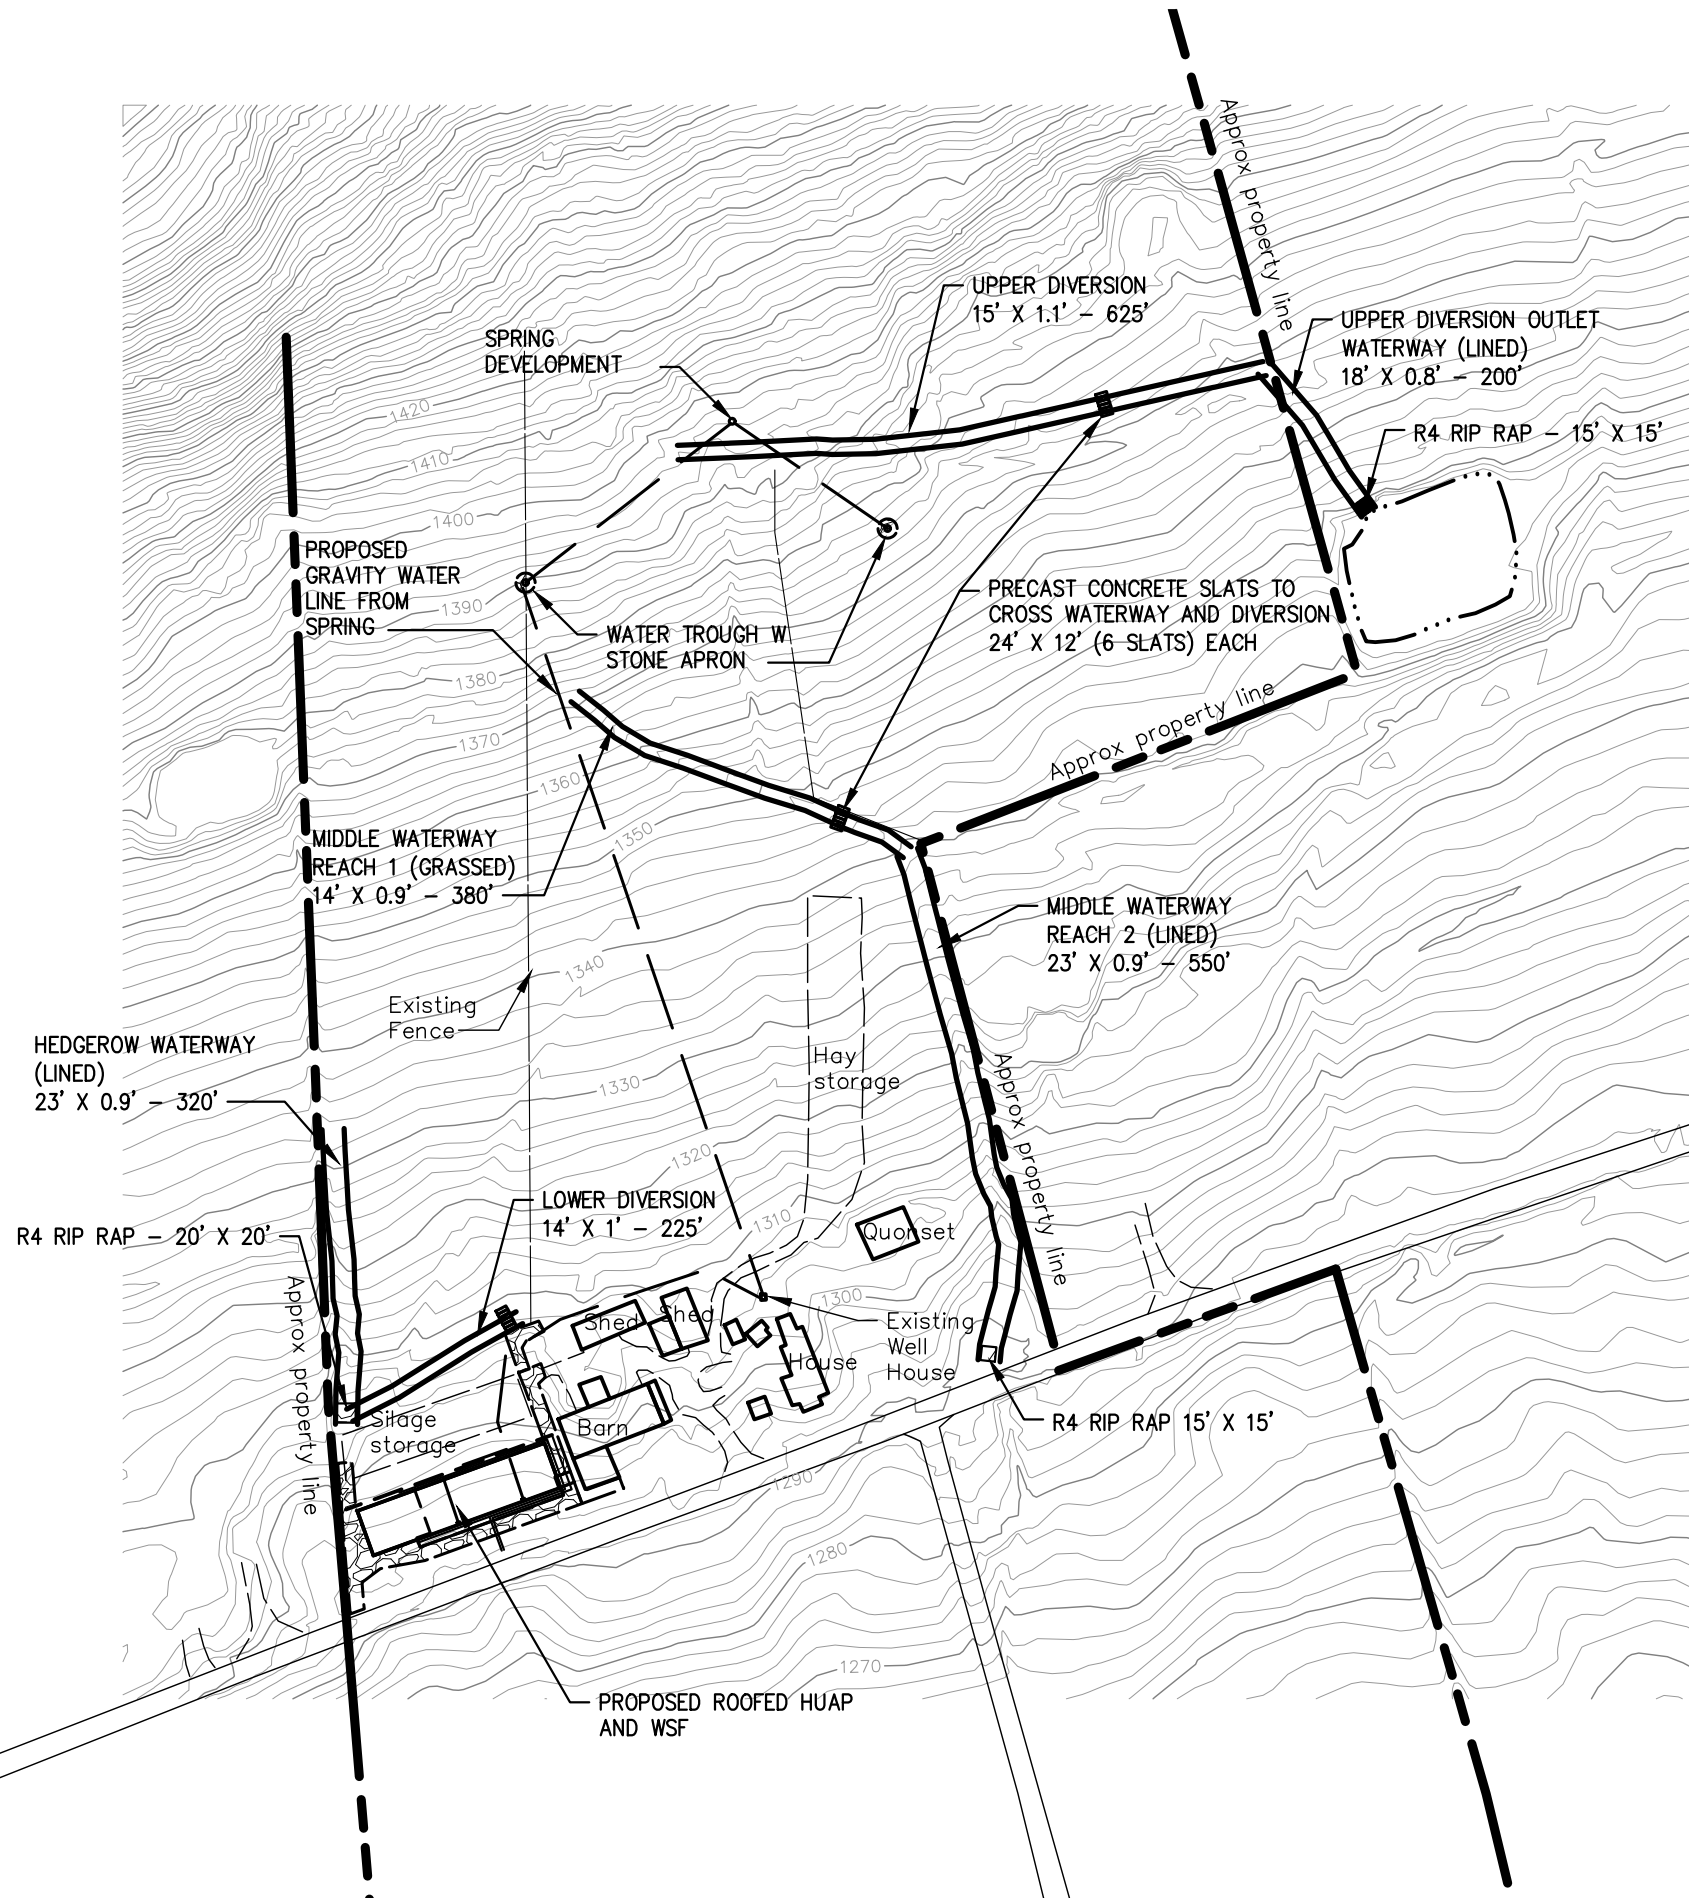 Approx property line
UPPER DIVERSION
15' X 1.1' - 625'
UPPER DIVERSION OUTLET
WATERWAY (LINED)
18' X 0.8' - 200'
SPRING
DEVELOPMENT
1420
R4 RIP RAP - 15' X 15'
1410
1400
PROPOSED
GRAVITY WATER
LINE FROM
SPRING
1390
PRECAST CONCRETE SLATS TO
CROSS WATERWAY AND DIVERSION
24' X 12' (6 SLATS) EACH
WATER TROUGH W
STONE APRON
1380
Approx property line
1370
1360
1350
MIDDLE WATERWAY
REACH 1 (GRASSED)
14' X 0.9' - 380'
MIDDLE WATERWAY
REACH 2 (LINED)
23' X 0.9' - 550'
1340
Existing
Fence
HEDGEROW WATERWAY
(LINED)
23' X 0.9' - 320'
Hay
storage
1330
Approx property line
1320
LOWER DIVERSION
14' X 1' - 225'
1310
Quonset
R4 RIP RAP - 20' X 20'
Approx property line
1300
Shed
Shed
Existing
Well
House
House
Silage
storage
Barn
R4 RIP RAP 15' X 15'
1290
1280
1270
PROPOSED ROOFED HUAP
AND WSF